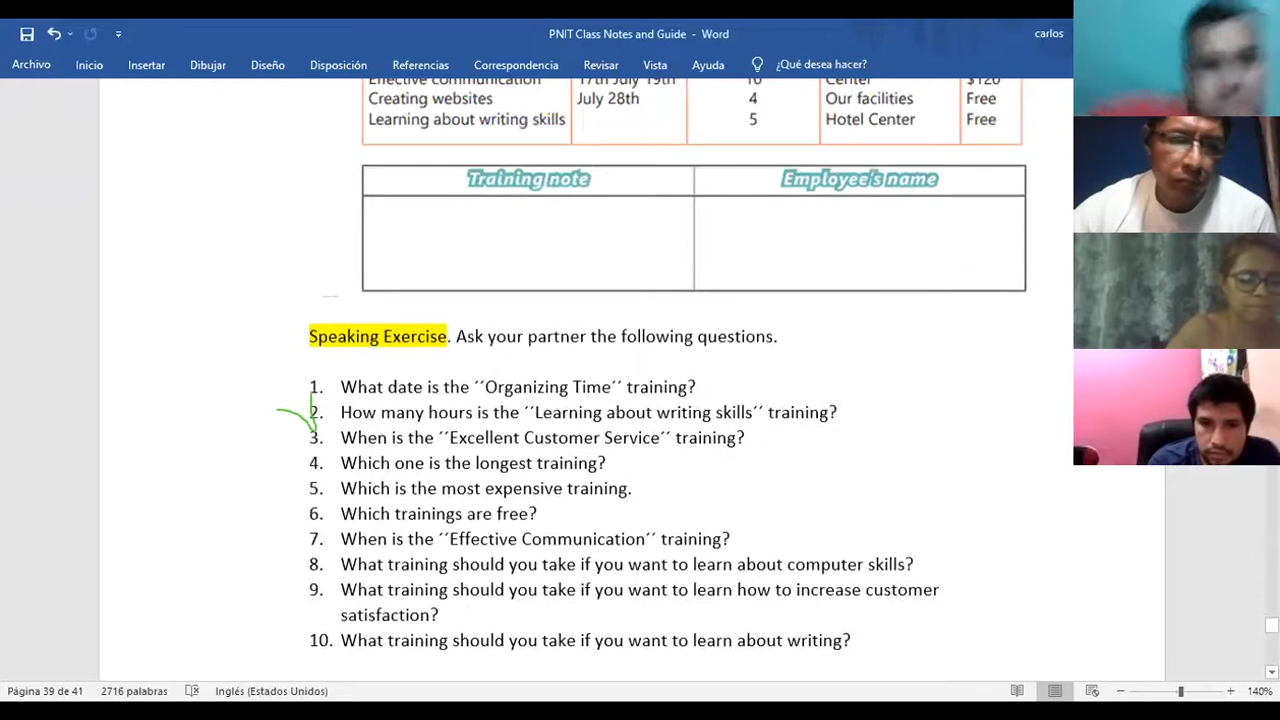 PNIT Class Notes and Guide - Word
carlos
Archivo Inicio Insertar Dibujar Diseño Disposición Referencias Correspondencia Revisar Vista Ayuda ¿Qué desea hacer?
Effective communication 17th July 19th 10 Center $120
Creating websites July 28th 4 Our facilities Free
Learning about writing skills 5 Hotel Center Free
Training note Employee's name
Speaking Exercise. Ask your partner the following questions.
1. What date is the ´´Organizing Time´´ training?
2. How many hours is the ´´Learning about writing skills´´ training?
3. When is the ´´Excellent Customer Service´´ training?
4. Which one is the longest training?
5. Which is the most expensive training.
6. Which trainings are free?
7. When is the ´´Effective Communication´´ training?
8. What training should you take if you want to learn about computer skills?
9. What training should you take if you want to learn how to increase customer
satisfaction?
10. What training should you take if you want to learn about writing?
Página 39 de 41 2716 palabras Inglés (Estados Unidos) 140%